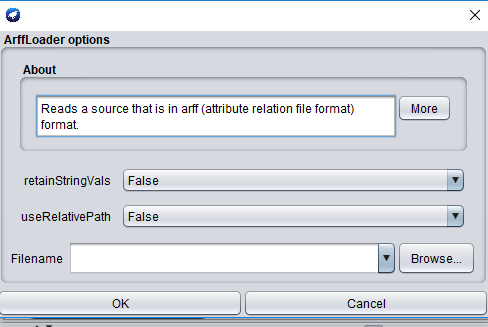 ArffLoader options
About
Reads a source that is in arff (attribute relation file format)
format.
More
retainStringVals False
useRelativePath False
Filename Browse...
OK Cancel